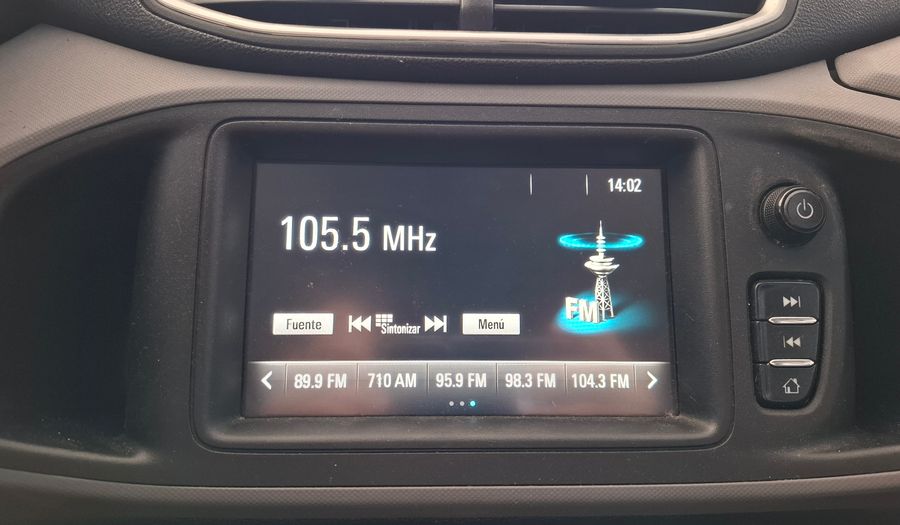 14:02
105.5 MHz
FM
Fuente
Sintonizar
Menú
89.9 FM 710 AM 95.9 FM 98.3 FM 104.3 FM